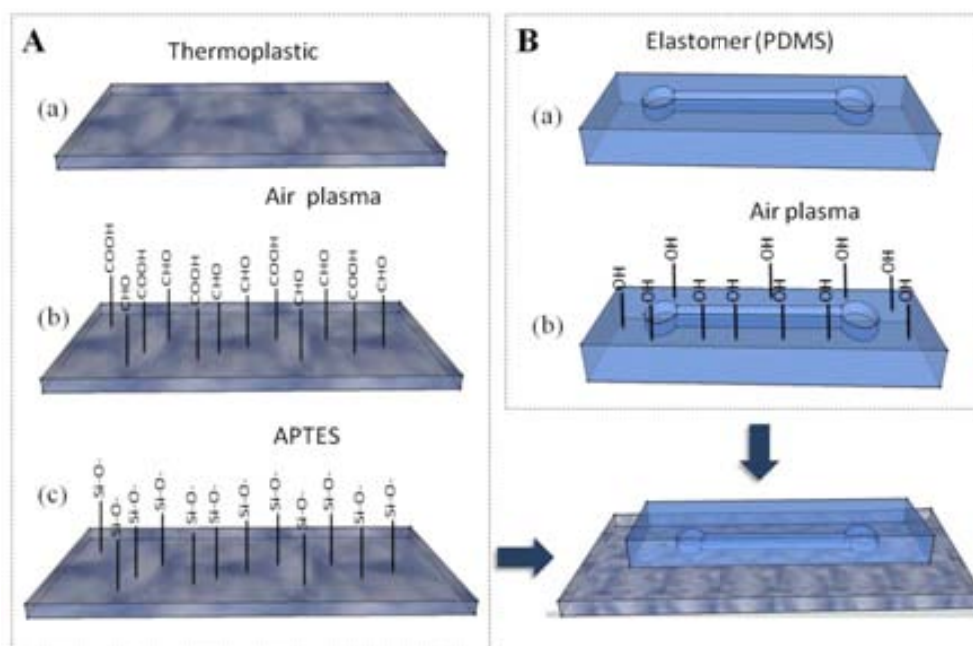 A
Thermoplastic
(a)
Air plasma
COOH
CHO
COOH
CHO
COOH
CHO
CHO
COOH
CHO
CHO
COOH
CHO
(b)
APTES
Si-O-
Si-O-
Si-O-
Si-O-
Si-O-
Si-O-
Si-O-
Si-O-
Si-O-
Si-O-
Si-O-
Si-O-
(c)
B
Elastomer (PDMS)
(a)
Air plasma
OH
OH
OH
OH
OH
OH
OH
OH
OH
OH
OH
(b)